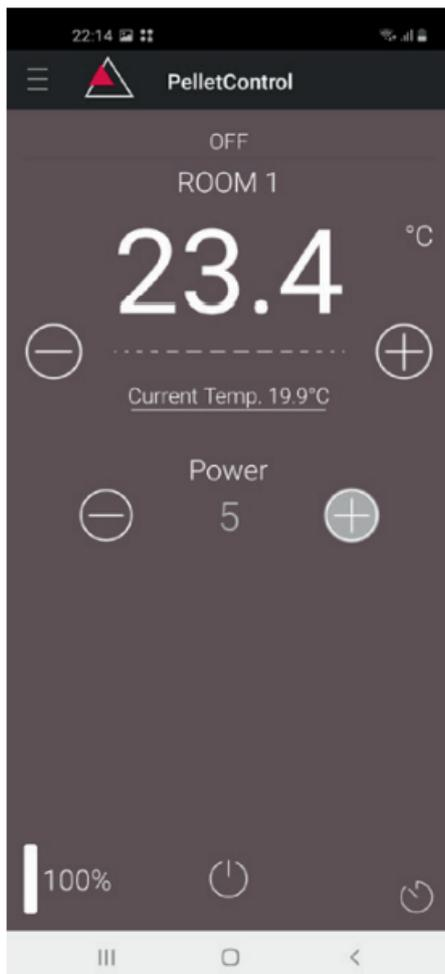 22:14
PelletControl
OFF
ROOM 1
23.4 °C
Current Temp. 19.9°C
Power
5
100%